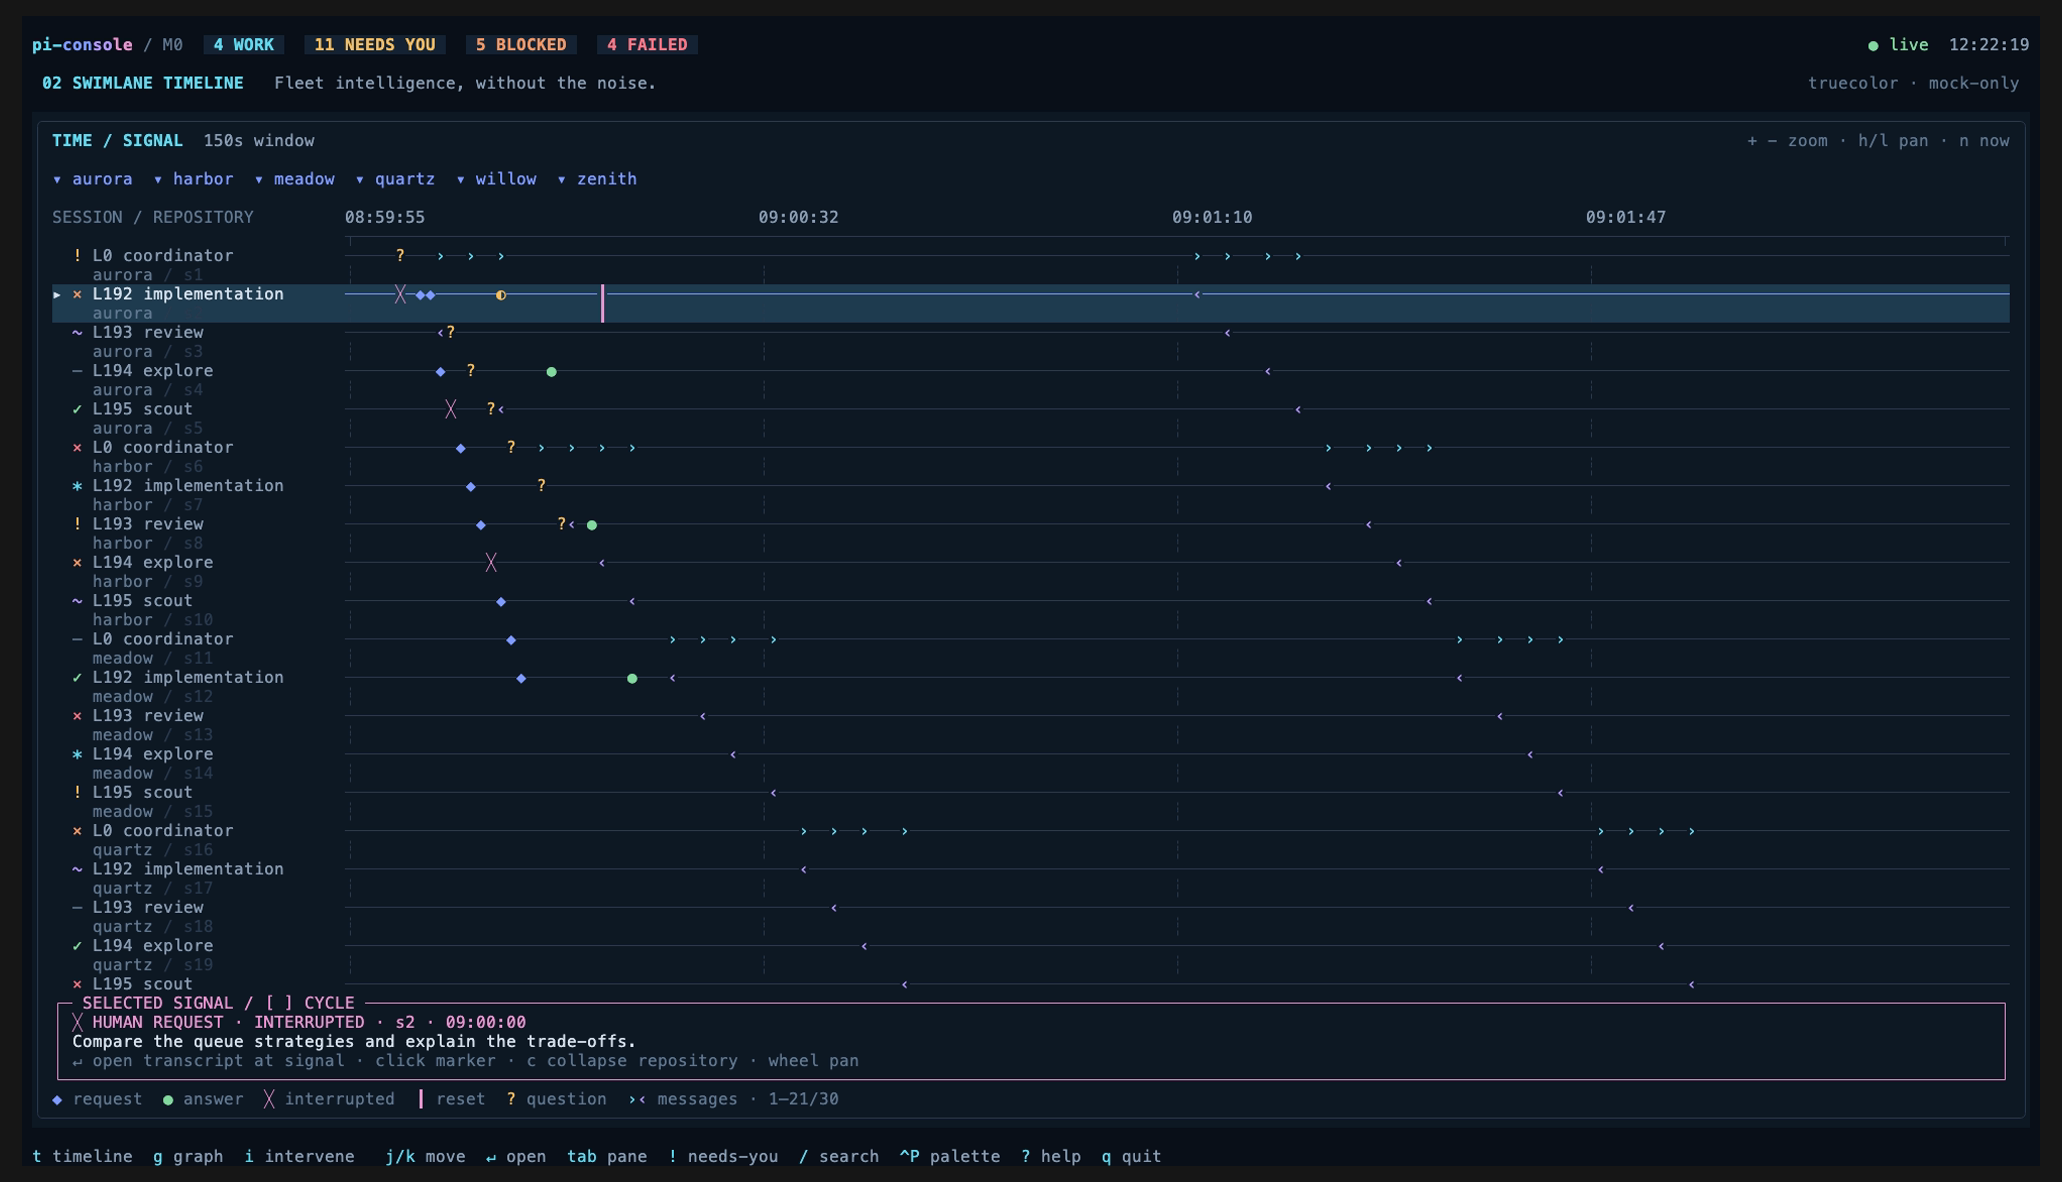 pi-console / M0  4 WORK  11 NEEDS YOU  5 BLOCKED  4 FAILED  ● live  12:22:19
02 SWIMLANE TIMELINE  Fleet intelligence, without the noise.  truecolor · mock-only
TIME / SIGNAL  150s window  + − zoom · h/l pan · n now
▾ aurora  ▾ harbor  ▾ meadow  ▾ quartz  ▾ willow  ▾ zenith
SESSION / REPOSITORY  08:59:55  09:00:32  09:01:10  09:01:47
! L0 coordinator  ? › › ›  › › › ›
aurora / s1
▸ × L192 implementation  ╳ ◆◆ ◐ ┃ ‹
aurora
~ L193 review  ‹? ‹
aurora / s3
— L194 explore  ◆ ? ● ‹
aurora / s4
✓ L195 scout  ╳ ?‹ ‹
aurora / s5
× L0 coordinator  ◆ ? › › › ›  › › › ›
harbor / s6
* L192 implementation  ◆ ? ‹
harbor / s7
! L193 review  ◆ ?‹ ● ‹
harbor / s8
× L194 explore  ╳ ‹ ‹
harbor / s9
~ L195 scout  ◆ ‹ ‹
harbor / s10
— L0 coordinator  ◆ › › › ›  › › › ›
meadow / s11
✓ L192 implementation  ◆ ● ‹ ‹
meadow / s12
× L193 review  ‹ ‹
meadow / s13
* L194 explore  ‹ ‹
meadow / s14
! L195 scout  ‹ ‹
meadow / s15
× L0 coordinator  › › › ›  › › › ›
quartz / s16
~ L192 implementation  ‹ ‹
quartz / s17
— L193 review  ‹ ‹
quartz / s18
✓ L194 explore  ‹ ‹
quartz / s19
× L195 scout  ‹ ‹
SELECTED SIGNAL / [ ] CYCLE
╳ HUMAN REQUEST · INTERRUPTED · s2 · 09:00:00
Compare the queue strategies and explain the trade-offs.
↵ open transcript at signal · click marker · c collapse repository · wheel pan
◆ request  ● answer  ╳ interrupted  ┃ reset  ? question  ›‹ messages · 1–21/30
t timeline  g graph  i intervene  j/k move  ↵ open  tab pane  ! needs-you  / search  ^P palette  ? help  q quit